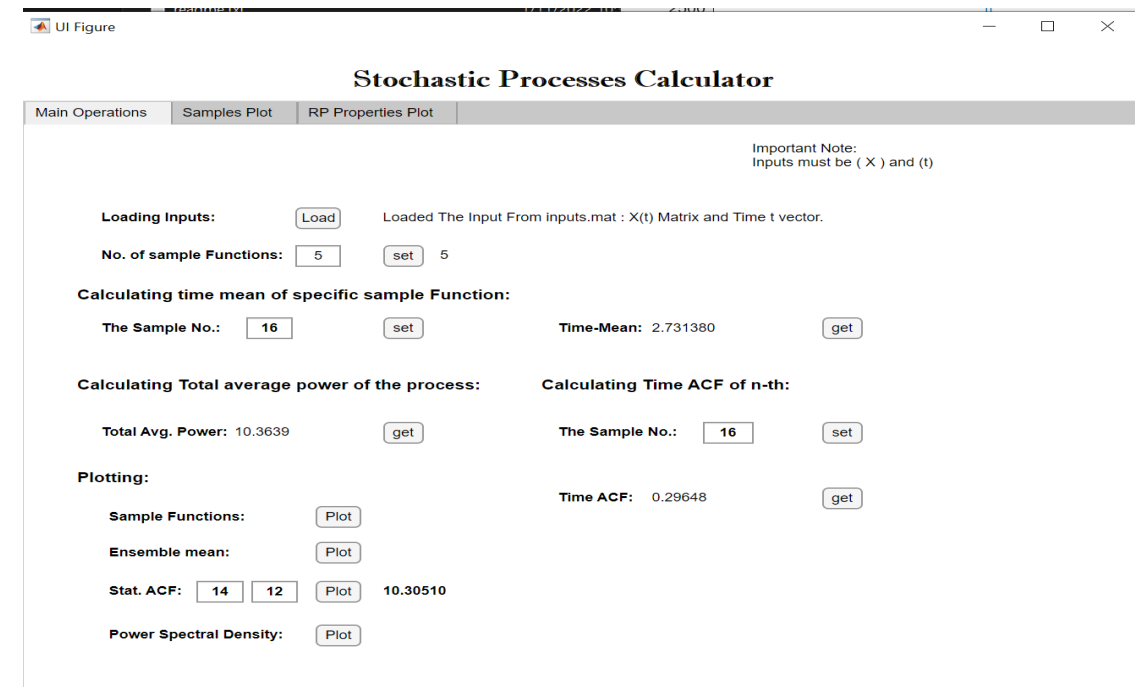 UI Figure
Stochastic Processes Calculator
Main Operations Samples Plot RP Properties Plot
Important Note:
Inputs must be ( X ) and (t)
Loading Inputs: Load Loaded The Input From inputs.mat : X(t) Matrix and Time t vector.
No. of sample Functions: 5 set 5
Calculating time mean of specific sample Function:
The Sample No.: 16 set Time-Mean: 2.731380 get
Calculating Total average power of the process: Calculating Time ACF of n-th:
Total Avg. Power: 10.3639 get The Sample No.: 16 set
Plotting:
Time ACF: 0.29648 get
Sample Functions: Plot
Ensemble mean: Plot
Stat. ACF: 14 12 Plot 10.30510
Power Spectral Density: Plot